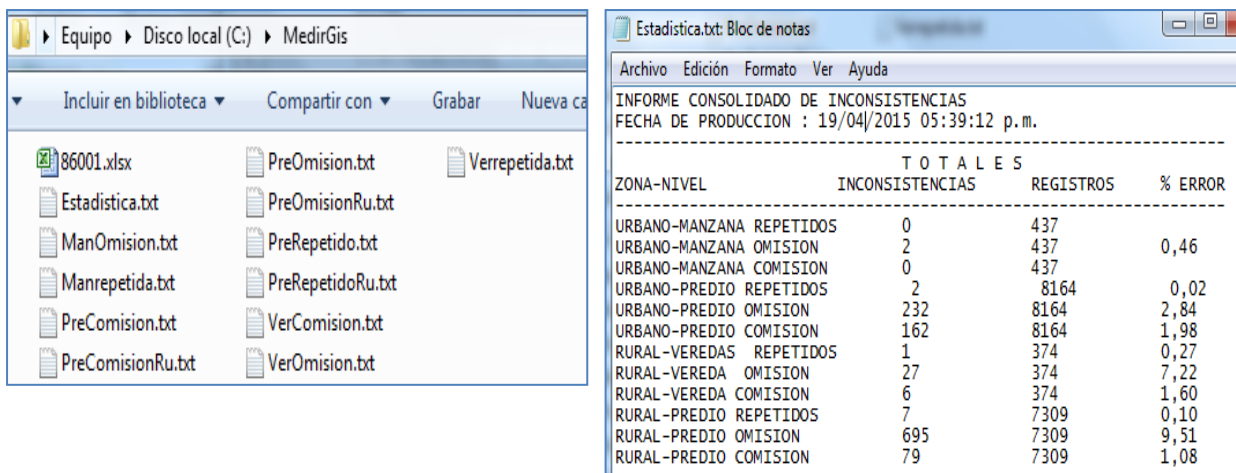 Equipo ▸ Disco local (C:) ▸ MedirGis
Incluir en biblioteca Compartir con Grabar Nueva ca
86001.xlsx
Estadistica.txt
ManOmision.txt
Manrepetida.txt
PreComision.txt
PreComisionRu.txt
PreOmision.txt
PreOmisionRu.txt
PreRepetido.txt
PreRepetidoRu.txt
VerComision.txt
VerOmision.txt
Verrepetida.txt
Estadistica.txt: Bloc de notas
Archivo Edición Formato Ver Ayuda
INFORME CONSOLIDADO DE INCONSISTENCIAS
FECHA DE PRODUCCION : 19/04/2015 05:39:12 p.m.
T O T A L E S
ZONA-NIVEL INCONSISTENCIAS REGISTROS % ERROR
URBANO-MANZANA REPETIDOS 0 437
URBANO-MANZANA OMISION 2 437 0,46
URBANO-MANZANA COMISION 0 437
URBANO-PREDIO REPETIDOS 2 8164 0,02
URBANO-PREDIO OMISION 232 8164 2,84
URBANO-PREDIO COMISION 162 8164 1,98
RURAL-VEREDAS REPETIDOS 1 374 0,27
RURAL-VEREDA OMISION 27 374 7,22
RURAL-VEREDA COMISION 6 374 1,60
RURAL-PREDIO REPETIDOS 7 7309 0,10
RURAL-PREDIO OMISION 695 7309 9,51
RURAL-PREDIO COMISION 79 7309 1,08